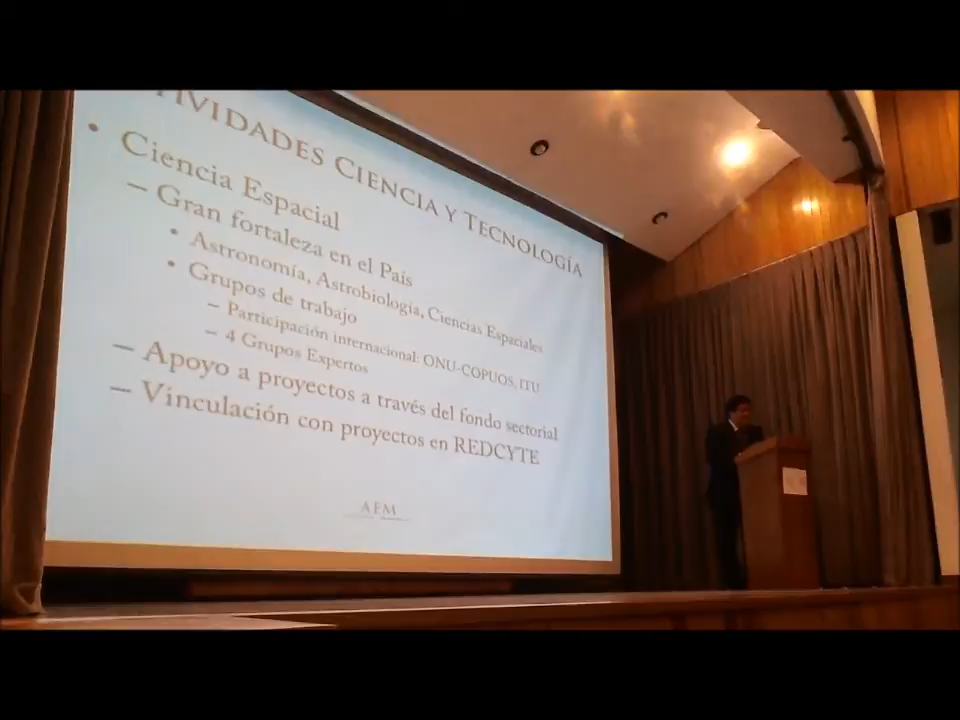 TIVIDADES CIENCIA Y TECNOLOGÍA
• Ciencia Espacial
– Gran fortaleza en el País
• Astronomía, Astrobiología, Ciencias Espaciales
• Grupos de trabajo
– Participación internacional: ONU-COPUOS, ITU
– 4 Grupos Expertos
– Apoyo a proyectos a través del fondo sectorial
– Vinculación con proyectos en REDCYTE
AEM